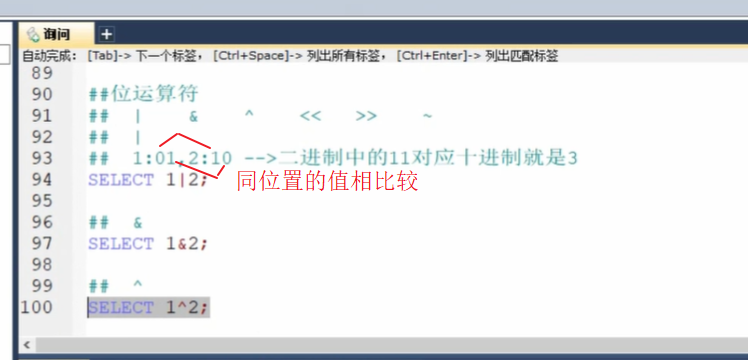 询问
自动完成: [Tab]-> 下一个标签, [Ctrl+Space]-> 列出所有标签, [Ctrl+Enter]-> 列出匹配标签
89
90 ##位运算符
91 ## | & ^ << >> ~
92 ## |
93 ## 1:01,2:10 -->二进制中的11对应十进制就是3
94 SELECT 1|2;
同位置的值相比较
95
96 ## &
97 SELECT 1&2;
98
99 ## ^
100 SELECT 1^2;